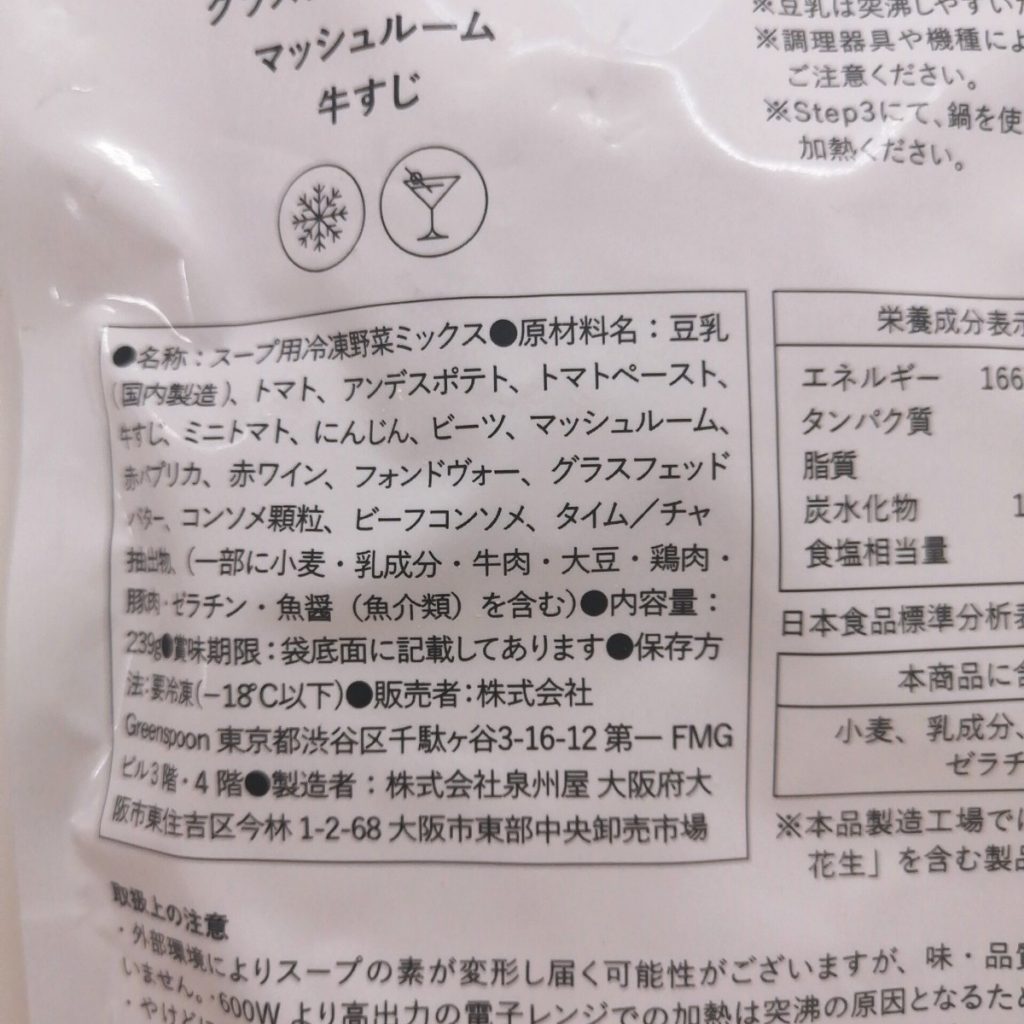 マッシュルーム
牛すじ
※豆乳は突沸しやすいた
※調理器具や機種によ
ご注意ください。
※Step3にて、鍋を使
加熱ください。
●名称：スープ用冷凍野菜ミックス●原材料名：豆乳
(国内製造)、トマト、アンデスポテト、トマトペースト、
牛すじ、ミニトマト、にんじん、ビーツ、マッシュルーム、
赤パプリカ、赤ワイン、フォンドヴォー、グラスフェッド
バター、コンソメ顆粒、ビーフコンソメ、タイム／チャ
抽出物、(一部に小麦・乳成分・牛肉・大豆・鶏肉・
豚肉・ゼラチン・魚醤（魚介類）を含む)●内容量：
239g●賞味期限：袋底面に記載してあります●保存方
法：要冷凍(−18℃以下)●販売者：株式会社
Greenspoon 東京都渋谷区千駄ヶ谷3-16-12 第一 FMG
ビル3階・4階●製造者：株式会社泉州屋 大阪府大
阪市東住吉区今林 1-2-68 大阪市東部中央卸売市場
栄養成分表示
エネルギー 166
タンパク質
脂質
炭水化物 1
食塩相当量
日本食品標準分析表
本商品に含
小麦、乳成分、
ゼラチ
※本品製造工場では
花生」を含む製品
取扱上の注意
・外部環境によりスープの素が変形し届く可能性がございますが、味・品質
いません。・600W より高出力の電子レンジでの加熱は突沸の原因となるため